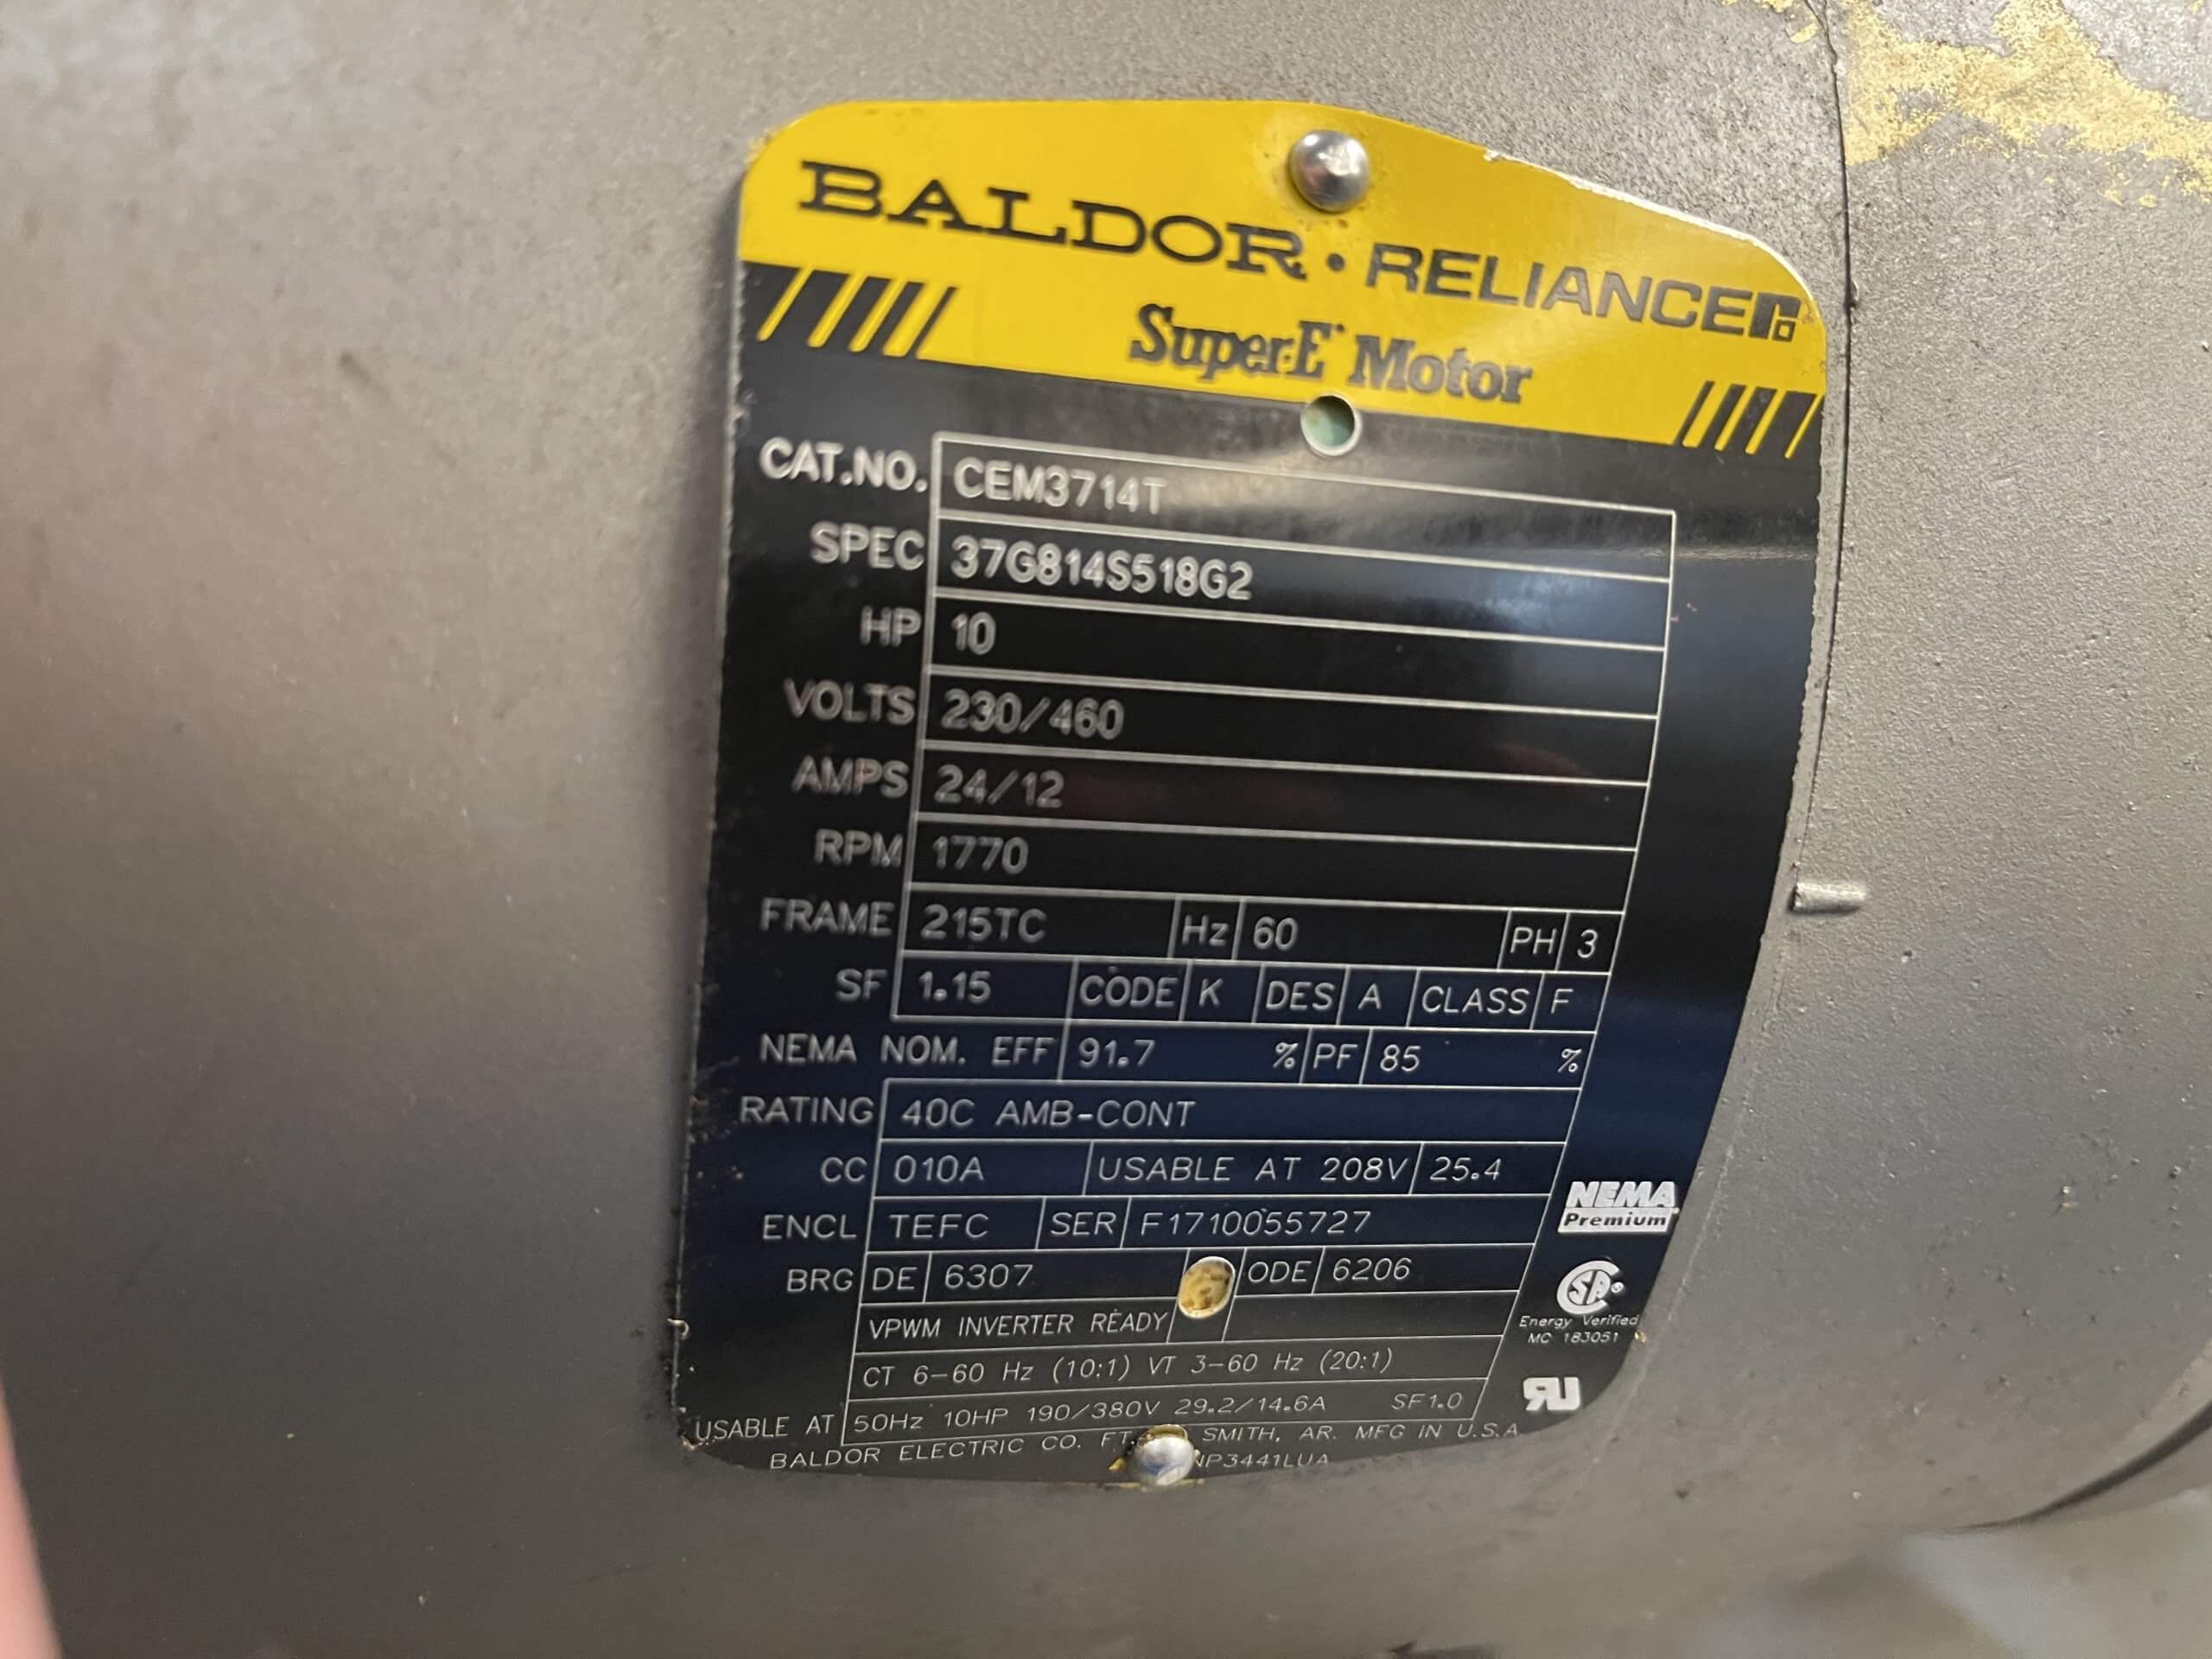 BALDOR • RELIANCE
Super-E Motor
CAT.NO. CEM3714T
SPEC 37G814S518G2
HP 10
VOLTS 230/460
AMPS 24/12
RPM 1770
FRAME 215TC Hz 60 PH 3
SF 1.15 CODE K DES A CLASS F
NEMA NOM. EFF 91.7 % PF 85 %
RATING 40C AMB-CONT
CC 010A USABLE AT 208V 25.4
ENCL TEFC SER F1710055727
BRG DE 6307 ODE 6206
VPWM INVERTER READY
CT 6-60 Hz (10:1) VT 3-60 Hz (20:1)
USABLE AT 50Hz 10HP 190/380V 29.2/14.6A SF1.0
BALDOR ELECTRIC CO. FT. SMITH, AR. MFG IN U.S.A
NP3441LUA
NEMA
Premium
CSA
Energy Verified
MC 183051
RU